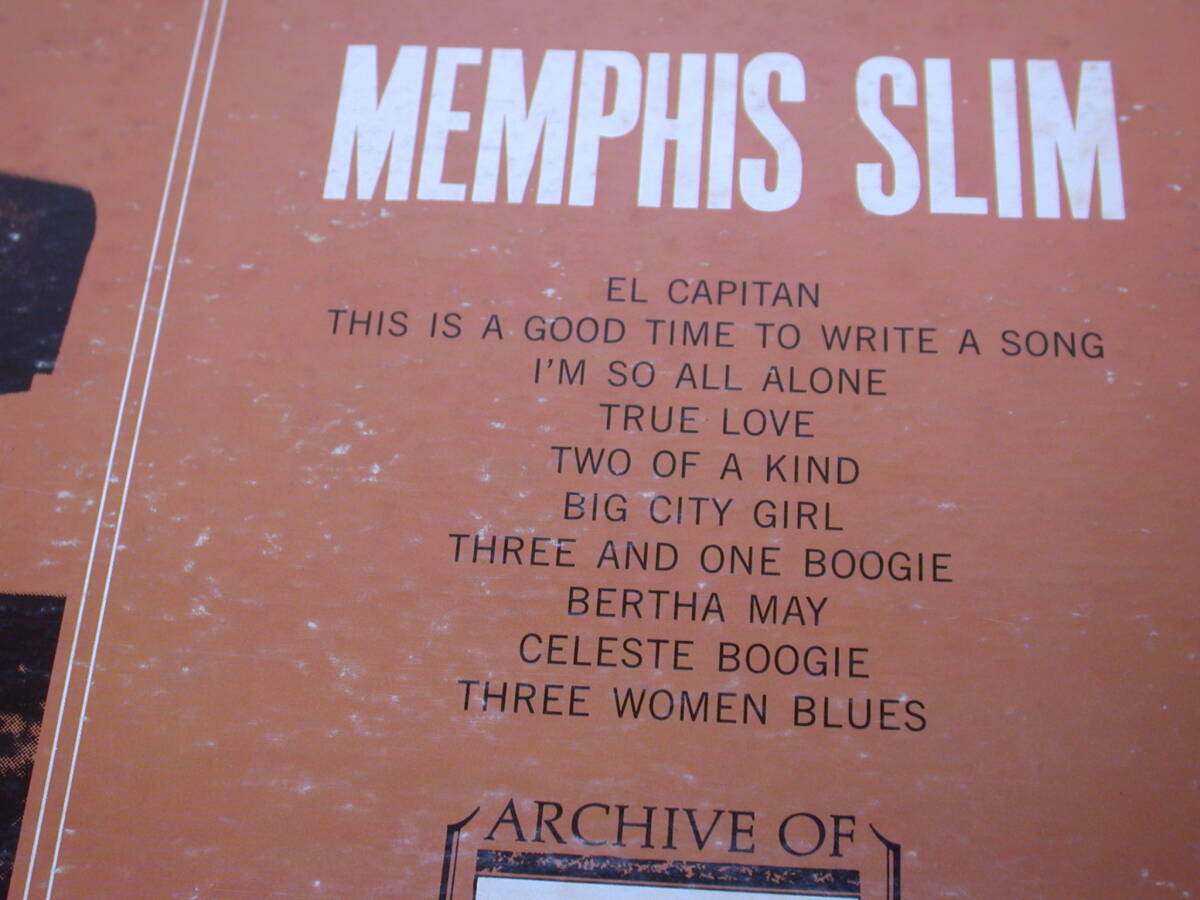 MEMPHIS SLIM
EL CAPITAN
THIS IS A GOOD TIME TO WRITE A SONG
I'M SO ALL ALONE
TRUE LOVE
TWO OF A KIND
BIG CITY GIRL
THREE AND ONE BOOGIE
BERTHA MAY
CELESTE BOOGIE
THREE WOMEN BLUES
ARCHIVE OF